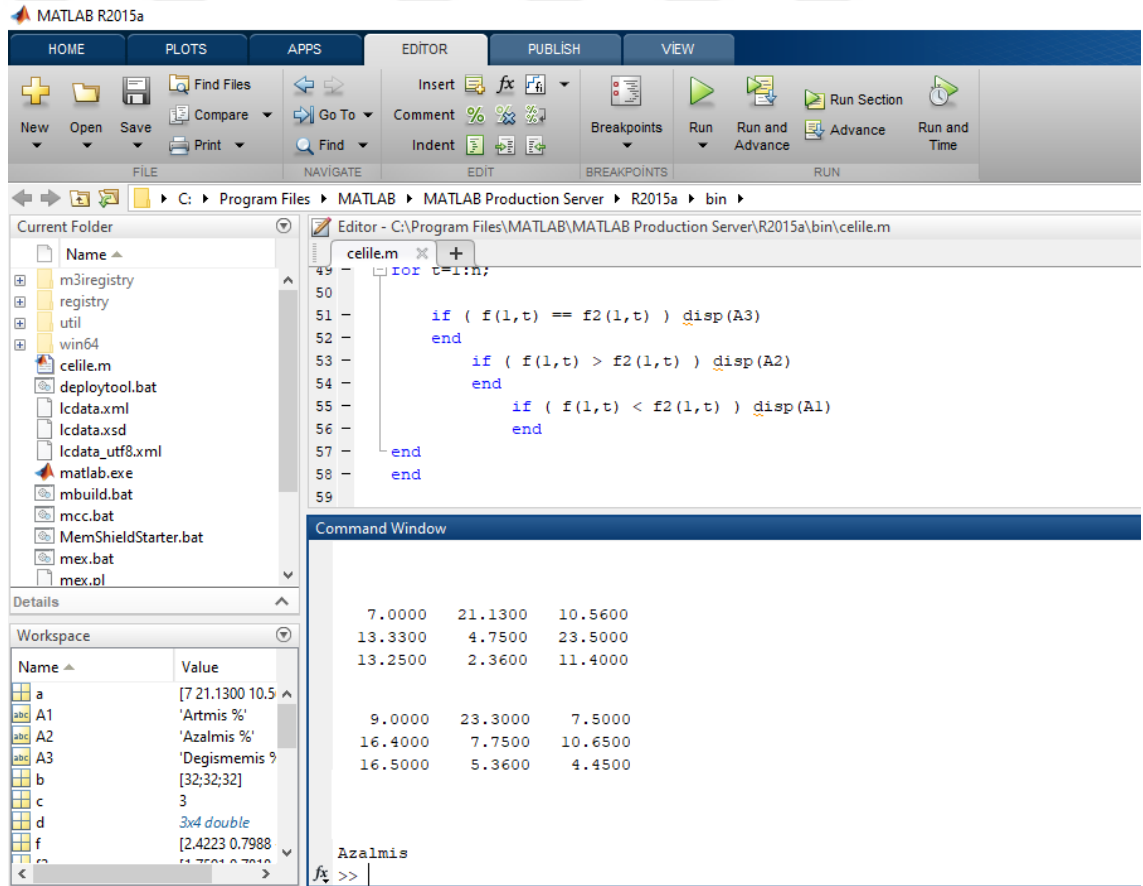 MATLAB R2015a
HOME PLOTS APPS EDİTOR PUBLİSH VİEW
New Open Save
Find Files
Compare
Print
FİLE
Go To
Find
NAVİGATE
Insert fx
Comment
Indent
EDİT
Breakpoints
BREAKPOİNTS
Run
Run and Advance
Run Section
Advance
Run and Time
RUN
C: Program Files MATLAB MATLAB Production Server R2015a bin
Current Folder
Name
m3iregistry
registry
util
win64
celile.m
deploytool.bat
lcdata.xml
lcdata.xsd
lcdata_utf8.xml
matlab.exe
mbuild.bat
mcc.bat
MemShieldStarter.bat
mex.bat
mex.pl
Details
Workspace
Name Value
a [7 21.1300 10.5
A1 'Artmis %'
A2 'Azalmis %'
A3 'Degismemis %
b [32;32;32]
c 3
d 3x4 double
f [2.4223 0.7988
Editor - C:\Program Files\MATLAB\MATLAB Production Server\R2015a\bin\celile.m
celile.m
49 - for t=1:n;
50
51 - if ( f(1,t) == f2(1,t) ) disp(A3)
52 - end
53 - if ( f(1,t) > f2(1,t) ) disp(A2)
54 - end
55 - if ( f(1,t) < f2(1,t) ) disp(A1)
56 - end
57 - end
58 - end
59
Command Window
7.0000 21.1300 10.5600
13.3300 4.7500 23.5000
13.2500 2.3600 11.4000
9.0000 23.3000 7.5000
16.4000 7.7500 10.6500
16.5000 5.3600 4.4500
Azalmis
fx >>